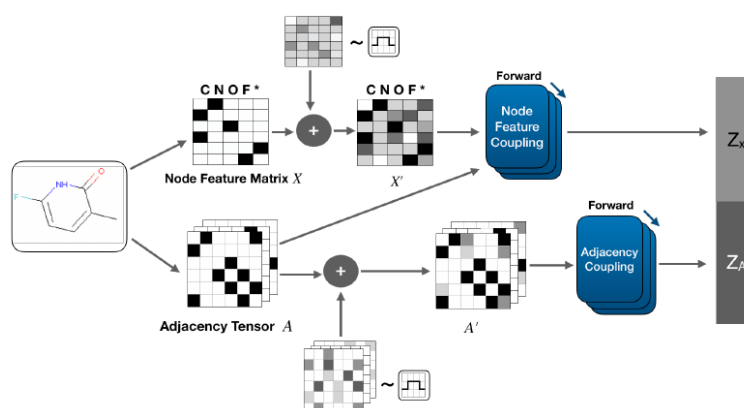 ~
C N O F *
C N O F *
Forward
Node
Feature
Coupling
+
Node Feature Matrix X
X'
Zx
NH
O
F
Forward
Adjacency
Coupling
+
ZA
Adjacency Tensor A
A'
~